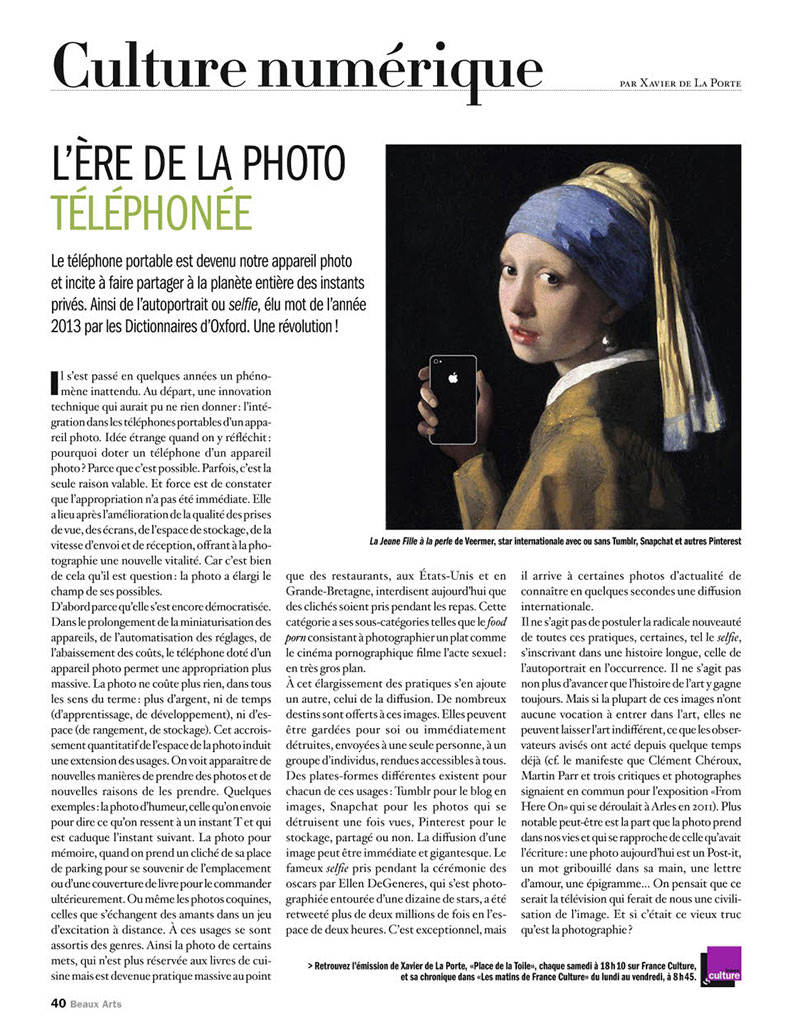 Culture numérique
PAR XAVIER DE LA PORTE
L'ÈRE DE LA PHOTO
TÉLÉPHONÉE
Le téléphone portable est devenu notre appareil photo
et incite à faire partager à la planète entière des instants
privés. Ainsi de l'autoportrait ou selfie, élu mot de l'année
2013 par les Dictionnaires d'Oxford. Une révolution !
Il s'est passé en quelques années un phéno-
mène inattendu. Au départ, une innovation
technique qui aurait pu ne rien donner : l'inté-
gration dans les téléphones portables d'un appa-
reil photo. Idée étrange quand on y réfléchit :
pourquoi doter un téléphone d'un appareil
photo ? Parce que c'est possible. Parfois, c'est la
seule raison valable. Et force est de constater
que l'appropriation n'a pas été immédiate. Elle
a lieu après l'amélioration de la qualité des prises
de vue, des écrans, de l'espace de stockage, de la
vitesse d'envoi et de réception, offrant à la pho-
tographie une nouvelle vitalité. Car c'est bien
de cela qu'il est question : la photo a élargi le
champ de ses possibles.
D'abord parce qu'elle s'est encore démocratisée.
Dans le prolongement de la miniaturisation des
appareils, de l'automatisation des réglages, de
l'abaissement des coûts, le téléphone doté d'un
appareil photo permet une appropriation plus
massive. La photo ne coûte plus rien, dans tous
les sens du terme : plus d'argent, ni de temps
(d'apprentissage, de développement), ni d'es-
pace (de rangement, de stockage). Cet accrois-
sement quantitatif de l'espace de la photo induit
une extension des usages. On voit apparaître de
nouvelles manières de prendre des photos et de
nouvelles raisons de les prendre. Quelques
exemples : la photo d'humeur, celle qu'on envoie
pour dire ce qu'on ressent à un instant T et qui
est caduque l'instant suivant. La photo pour
mémoire, quand on prend un cliché de sa place
de parking pour se souvenir de l'emplacement
ou d'une couverture de livre pour le commander
ultérieurement. Ou même les photos coquines,
celles que s'échangent des amants dans un jeu
d'excitation à distance. À ces usages se sont
assortis des genres. Ainsi la photo de certains
mets, qui n'est plus réservée aux livres de cui-
sine mais est devenue pratique massive au point
La Jeune Fille à la perle de Veermer, star internationale avec ou sans Tumblr, Snapchat et autres Pinterest
que des restaurants, aux États-Unis et en
Grande-Bretagne, interdisent aujourd'hui que
des clichés soient pris pendant les repas. Cette
catégorie a ses sous-catégories telles que le food
porn consistant à photographier un plat comme
le cinéma pornographique filme l'acte sexuel :
en très gros plan.
À cet élargissement des pratiques s'en ajoute
un autre, celui de la diffusion. De nombreux
destins sont offerts à ces images. Elles peuvent
être gardées pour soi ou immédiatement
détruites, envoyées à une seule personne, à un
groupe d'individus, rendues accessibles à tous.
Des plates-formes différentes existent pour
chacun de ces usages : Tumblr pour le blog en
images, Snapchat pour les photos qui se
détruisent une fois vues, Pinterest pour le
stockage, partagé ou non. La diffusion d'une
image peut être immédiate et gigantesque. Le
fameux selfie pris pendant la cérémonie des
oscars par Ellen DeGeneres, qui s'est photo-
graphiée entourée d'une dizaine de stars, a été
retweeté plus de deux millions de fois en l'es-
pace de deux heures. C'est exceptionnel, mais
il arrive à certaines photos d'actualité de
connaître en quelques secondes une diffusion
internationale.
Il ne s'agit pas de postuler la radicale nouveauté
de toutes ces pratiques, certaines, tel le selfie,
s'inscrivant dans une histoire longue, celle de
l'autoportrait en l'occurrence. Il ne s'agit pas
non plus d'avancer que l'histoire de l'art y gagne
toujours. Mais si la plupart de ces images n'ont
aucune vocation à entrer dans l'art, elles ne
peuvent laisser l'art indifférent, ce que les obser-
vateurs avisés ont acté depuis quelque temps
déjà (cf. le manifeste que Clément Chéroux,
Martin Parr et trois critiques et photographes
signaient en commun pour l'exposition «From
Here On» qui se déroulait à Arles en 2011). Plus
notable peut-être est la part que la photo prend
dans nos vies et qui se rapproche de celle qu'avait
l'écriture : une photo aujourd'hui est un Post-it,
un mot gribouillé dans sa main, une lettre
d'amour, une épigramme... On pensait que ce
serait la télévision qui ferait de nous une civili-
sation de l'image. Et si c'était ce vieux truc
qu'est la photographie ?
> Retrouvez l'émission de Xavier de La Porte, «Place de la Toile», chaque samedi à 18 h 10 sur France Culture,
et sa chronique dans «Les matins de France Culture» du lundi au vendredi, à 8 h 45.
france
culture
40 Beaux Arts